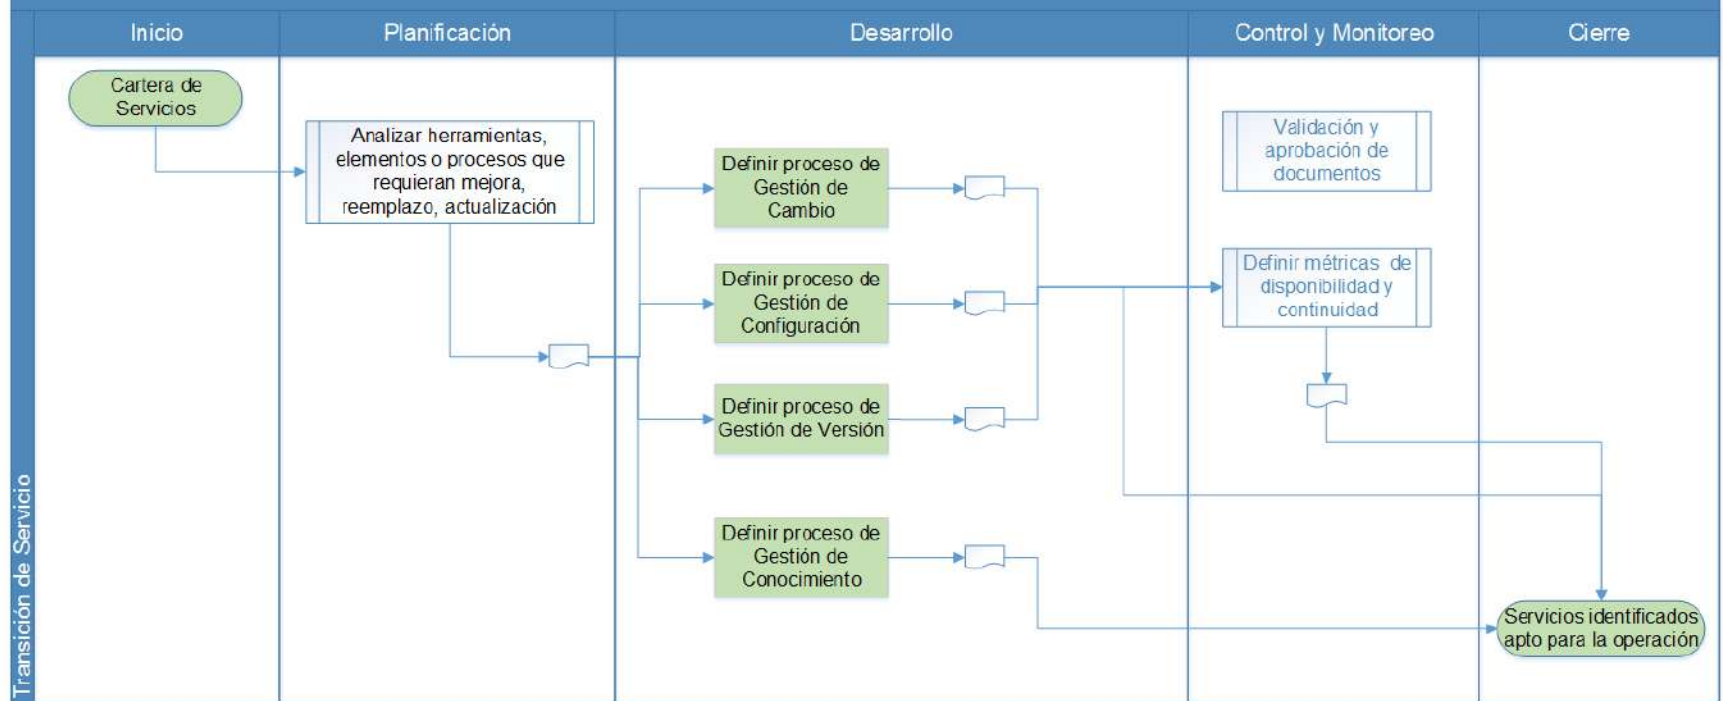 Inicio
Planificación
Desarrollo
Control y Monitoreo
Cierre
Transición de Servicio
Cartera de
Servicios
Analizar herramientas,
elementos o procesos que
requieran mejora,
reemplazo, actualización
Definir proceso de
Gestión de
Cambio
Definir proceso de
Gestión de
Configuración
Definir proceso de
Gestión de Versión
Definir proceso de
Gestión de
Conocimiento
Validación y
aprobación de
documentos
Definir métricas de
disponibilidad y
continuidad
Servicios identificados
apto para la operación